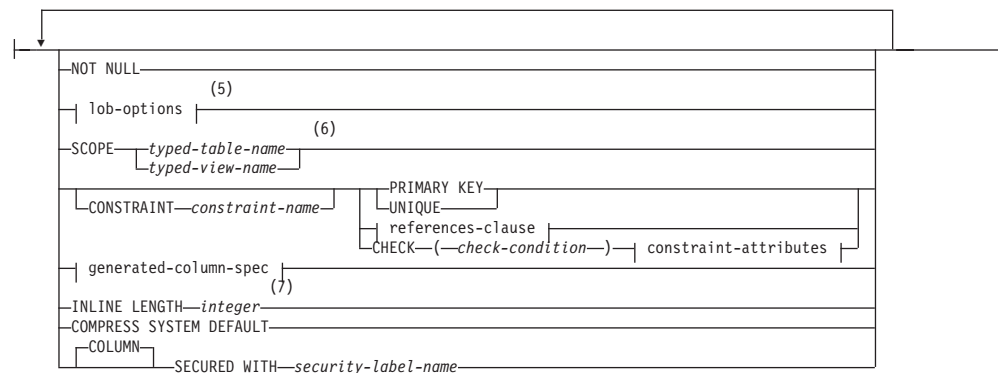 NOT NULL
(5)
lob-options
(6)
SCOPE typed-table-name
typed-view-name
PRIMARY KEY
CONSTRAINT constraint-name UNIQUE
references-clause
CHECK ( check-condition ) constraint-attributes
generated-column-spec
(7)
INLINE LENGTH integer
COMPRESS SYSTEM DEFAULT
COLUMN
SECURED WITH security-label-name